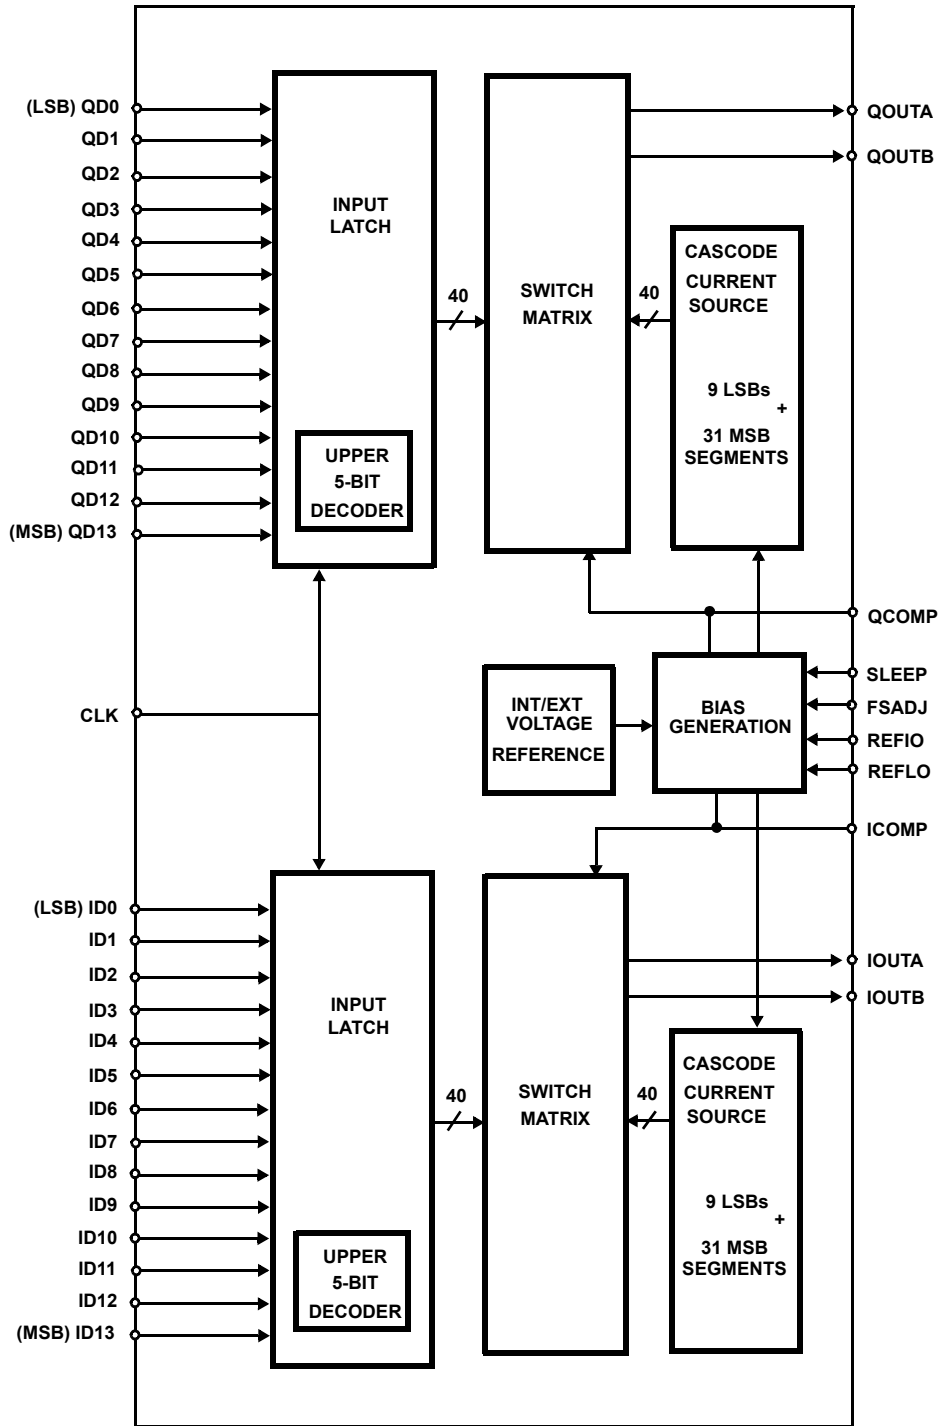 (LSB) QD0
QD1
QD2
QD3
QD4
QD5
QD6
QD7
QD8
QD9
QD10
QD11
QD12
(MSB) QD13
INPUT
LATCH
UPPER
5-BIT
DECODER
40
SWITCH
MATRIX
40
CASCODE
CURRENT
SOURCE
9 LSBs
+
31 MSB
SEGMENTS
QOUTA
QOUTB
QCOMP
CLK
INT/EXT
VOLTAGE
REFERENCE
BIAS
GENERATION
SLEEP
FSADJ
REFIO
REFLO
ICOMP
(LSB) ID0
ID1
ID2
ID3
ID4
ID5
ID6
ID7
ID8
ID9
ID10
ID11
ID12
(MSB) ID13
INPUT
LATCH
UPPER
5-BIT
DECODER
40
SWITCH
MATRIX
40
IOUTA
IOUTB
CASCODE
CURRENT
SOURCE
9 LSBs
+
31 MSB
SEGMENTS